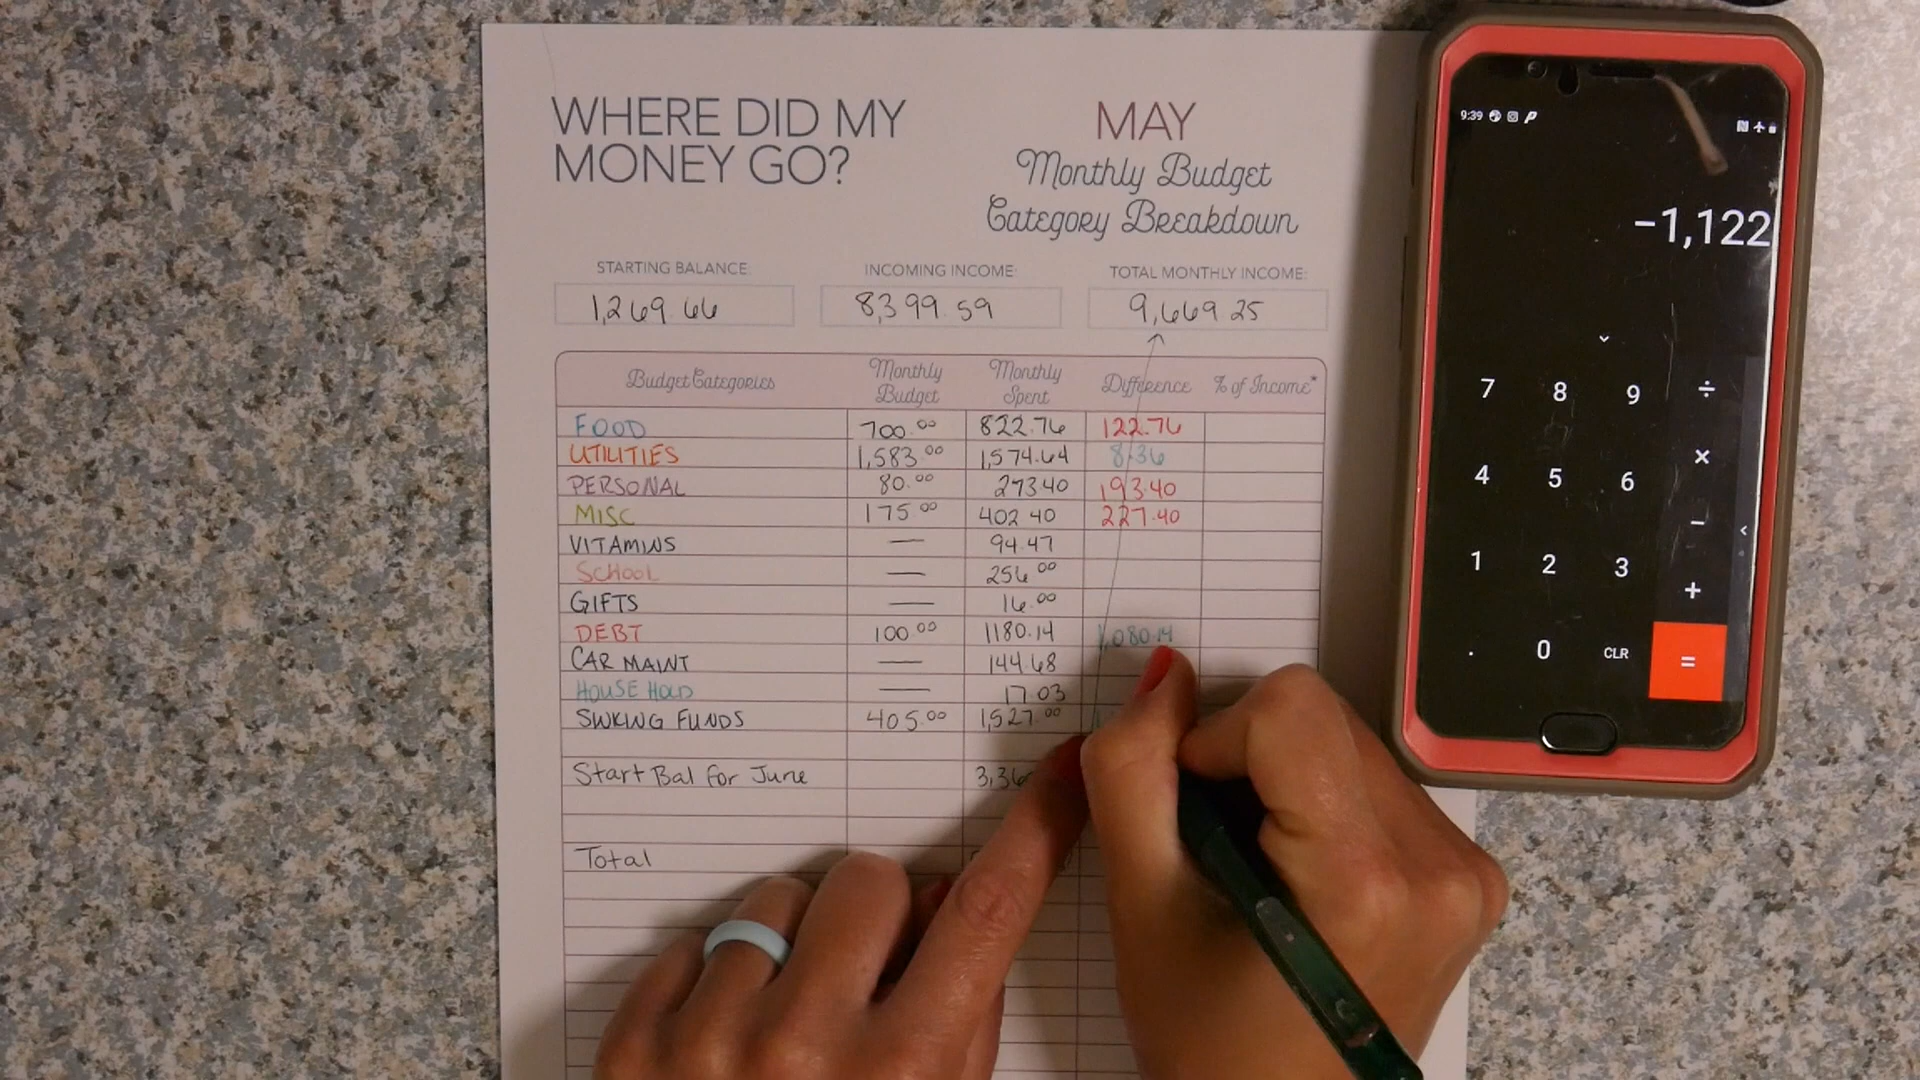 WHERE DID MY
MONEY GO?
MAY
Monthly Budget
Category Breakdown
STARTING BALANCE:
INCOMING INCOME:
TOTAL MONTHLY INCOME:
1,269.66
8,399.59
9,669.25
Budget Categories
Monthly Budget
Monthly Spent
Difference
% of Income*
FOOD 700.00 822.76 122.76
UTILITIES 1,583.00 1,574.64 8.36
PERSONAL 80.00 273.40 193.40
MISC 175.00 402.40 227.40
VITAMINS — 94.47
SCHOOL — 256.00
GIFTS — 16.00
DEBT 100.00 1180.14 1,080.14
CAR MAINT — 144.68
HOUSE HOLD — 17.03
SINKING FUNDS 405.00 1,527.00
Start Bal for June
Total
9:39
−1,122
7 8 9 ÷
4 5 6 ×
1 2 3 −
. 0 CLR +
=